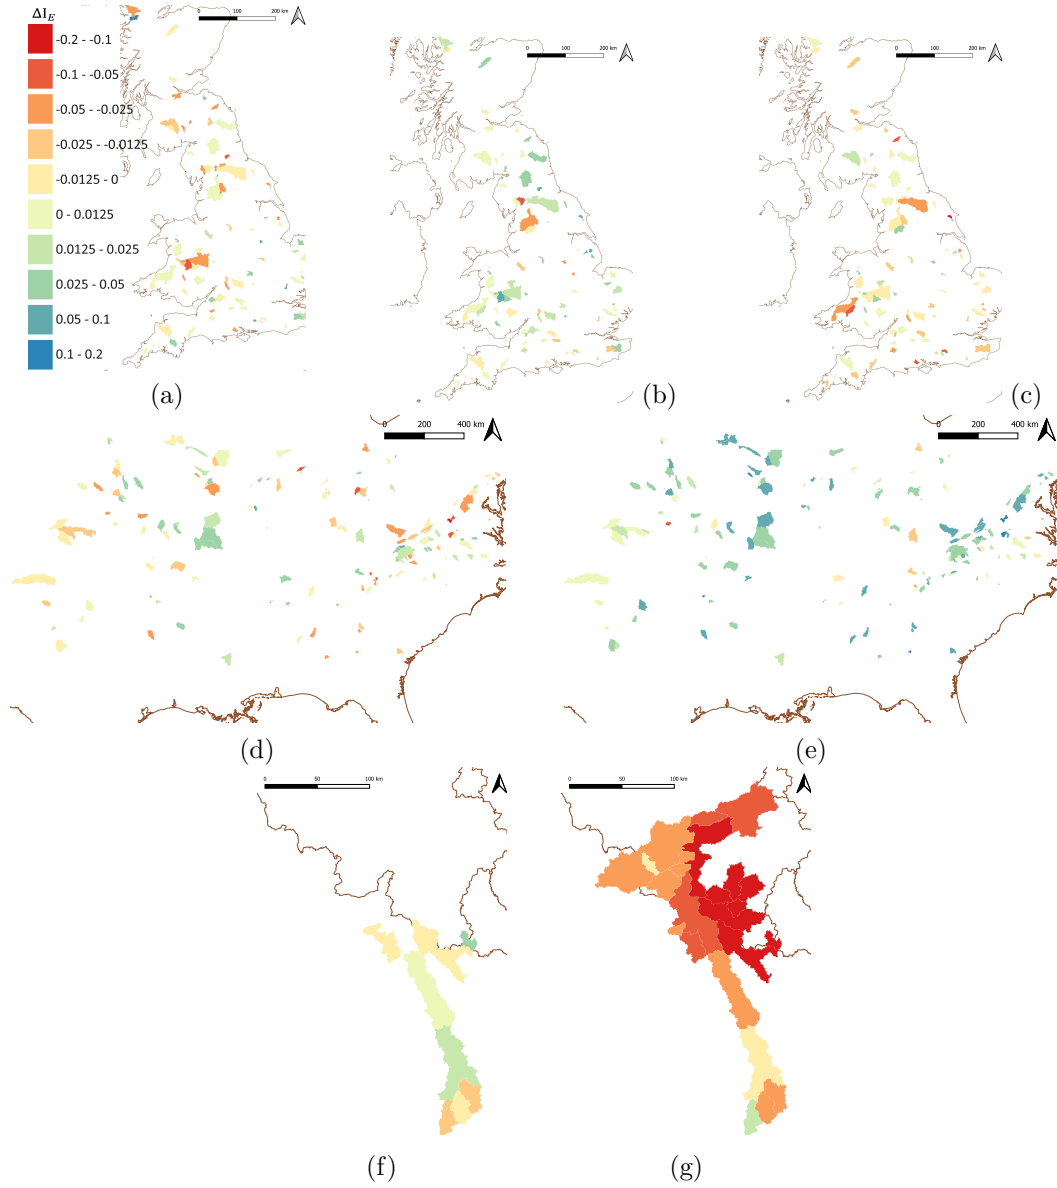 ΔI_E
-0.2 - -0.1
-0.1 - -0.05
-0.05 - -0.025
-0.025 - -0.0125
-0.0125 - 0
0 - 0.0125
0.0125 - 0.025
0.025 - 0.05
0.05 - 0.1
0.1 - 0.2
0 100 200 km
(a)
0 100 200 km
(b)
0 100 200 km
(c)
0 200 400 km
(d)
0 200 400 km
(e)
0 50 100 km
(f)
0 50 100 km
(g)